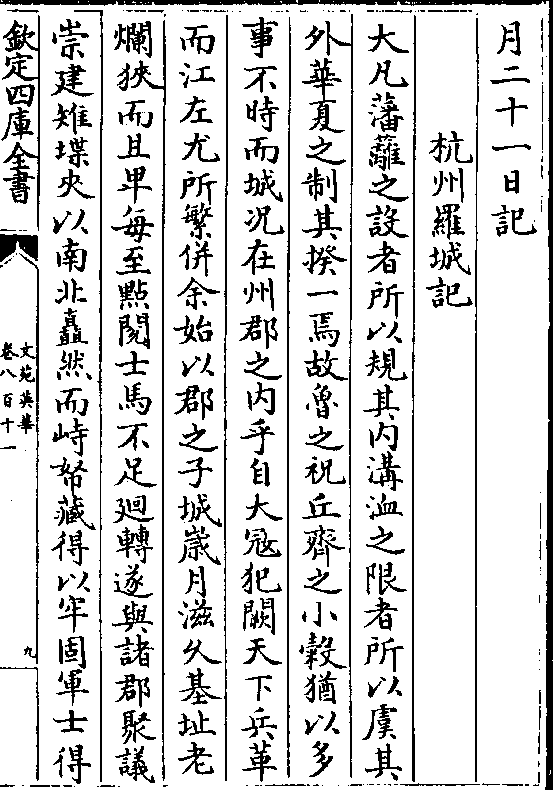 月二十一日記
杭州羅城記
大凡藩籬之設者所以規其内溝洫之限者所以虞其
外華夏之制其揆一焉故魯之祝丘齊之小穀猶以多
事不時而城况在州郡之内乎自大冦犯闕天下兵革
而江左尤所繁併余始以郡之子城歳月滋久基址老
爛狹而且卑每至㸃閲士馬不足廻轉遂與諸郡聚議
崇建雉堞夾以南北矗然而峙帑藏得以牢固軍士得
欽定四庫全書
文苑英華
卷八百十一
九